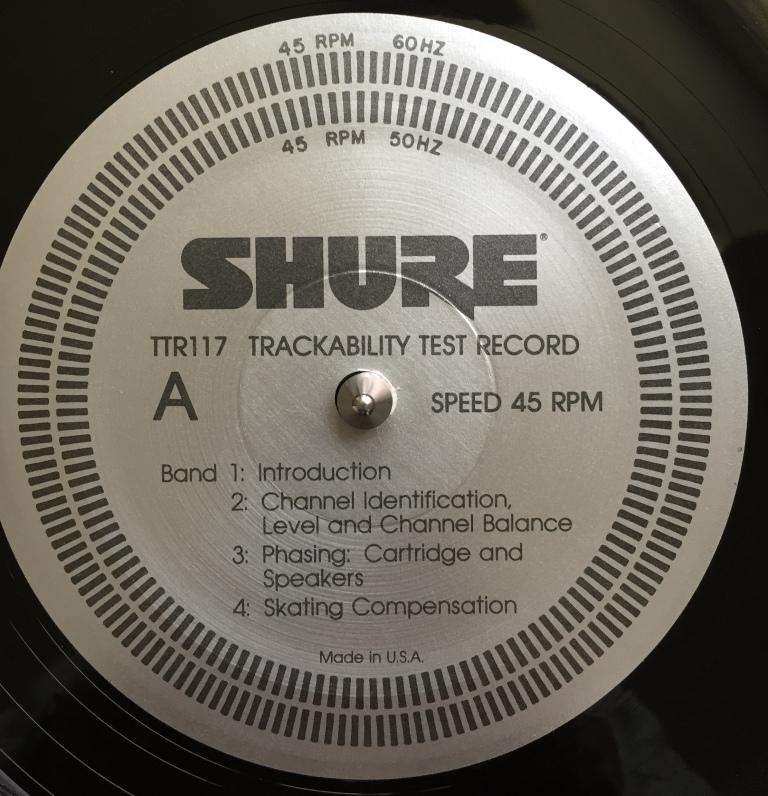 45 RPM 60HZ
45 RPM 50HZ
SHURE®
TTR117 TRACKABILITY TEST RECORD
A SPEED 45 RPM
Band 1: Introduction
2: Channel Identification,
Level and Channel Balance
3: Phasing: Cartridge and
Speakers
4: Skating Compensation
Made in U.S.A.